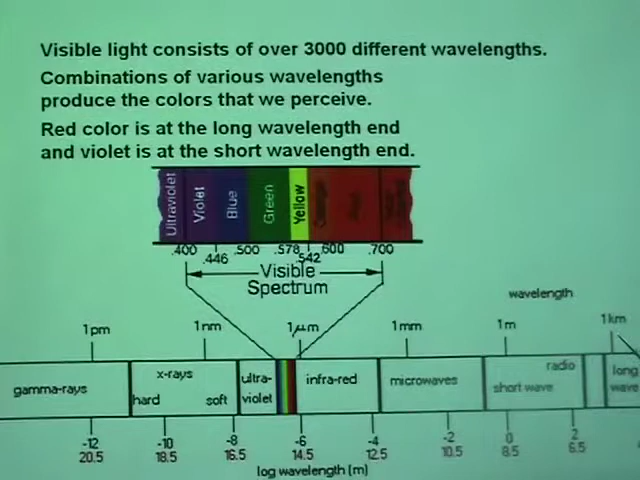 Visible light consists of over 3000 different wavelengths.
Combinations of various wavelengths
produce the colors that we perceive.
Red color is at the long wavelength end
and violet is at the short wavelength end.
Ultraviolet Violet Blue Green Yellow
.400 .446 .500 .578 .542 .600 .700
Visible
Spectrum
wavelength
1pm 1nm 1μm 1mm 1m 1km
gamma-rays x-rays hard soft ultra-violet infra-red microwaves radio short wave long wave
-12 -10 -8 -6 -4 -2 0 2
20.5 18.5 16.5 14.5 12.5 10.5 8.5 6.5
log wavelength (m)